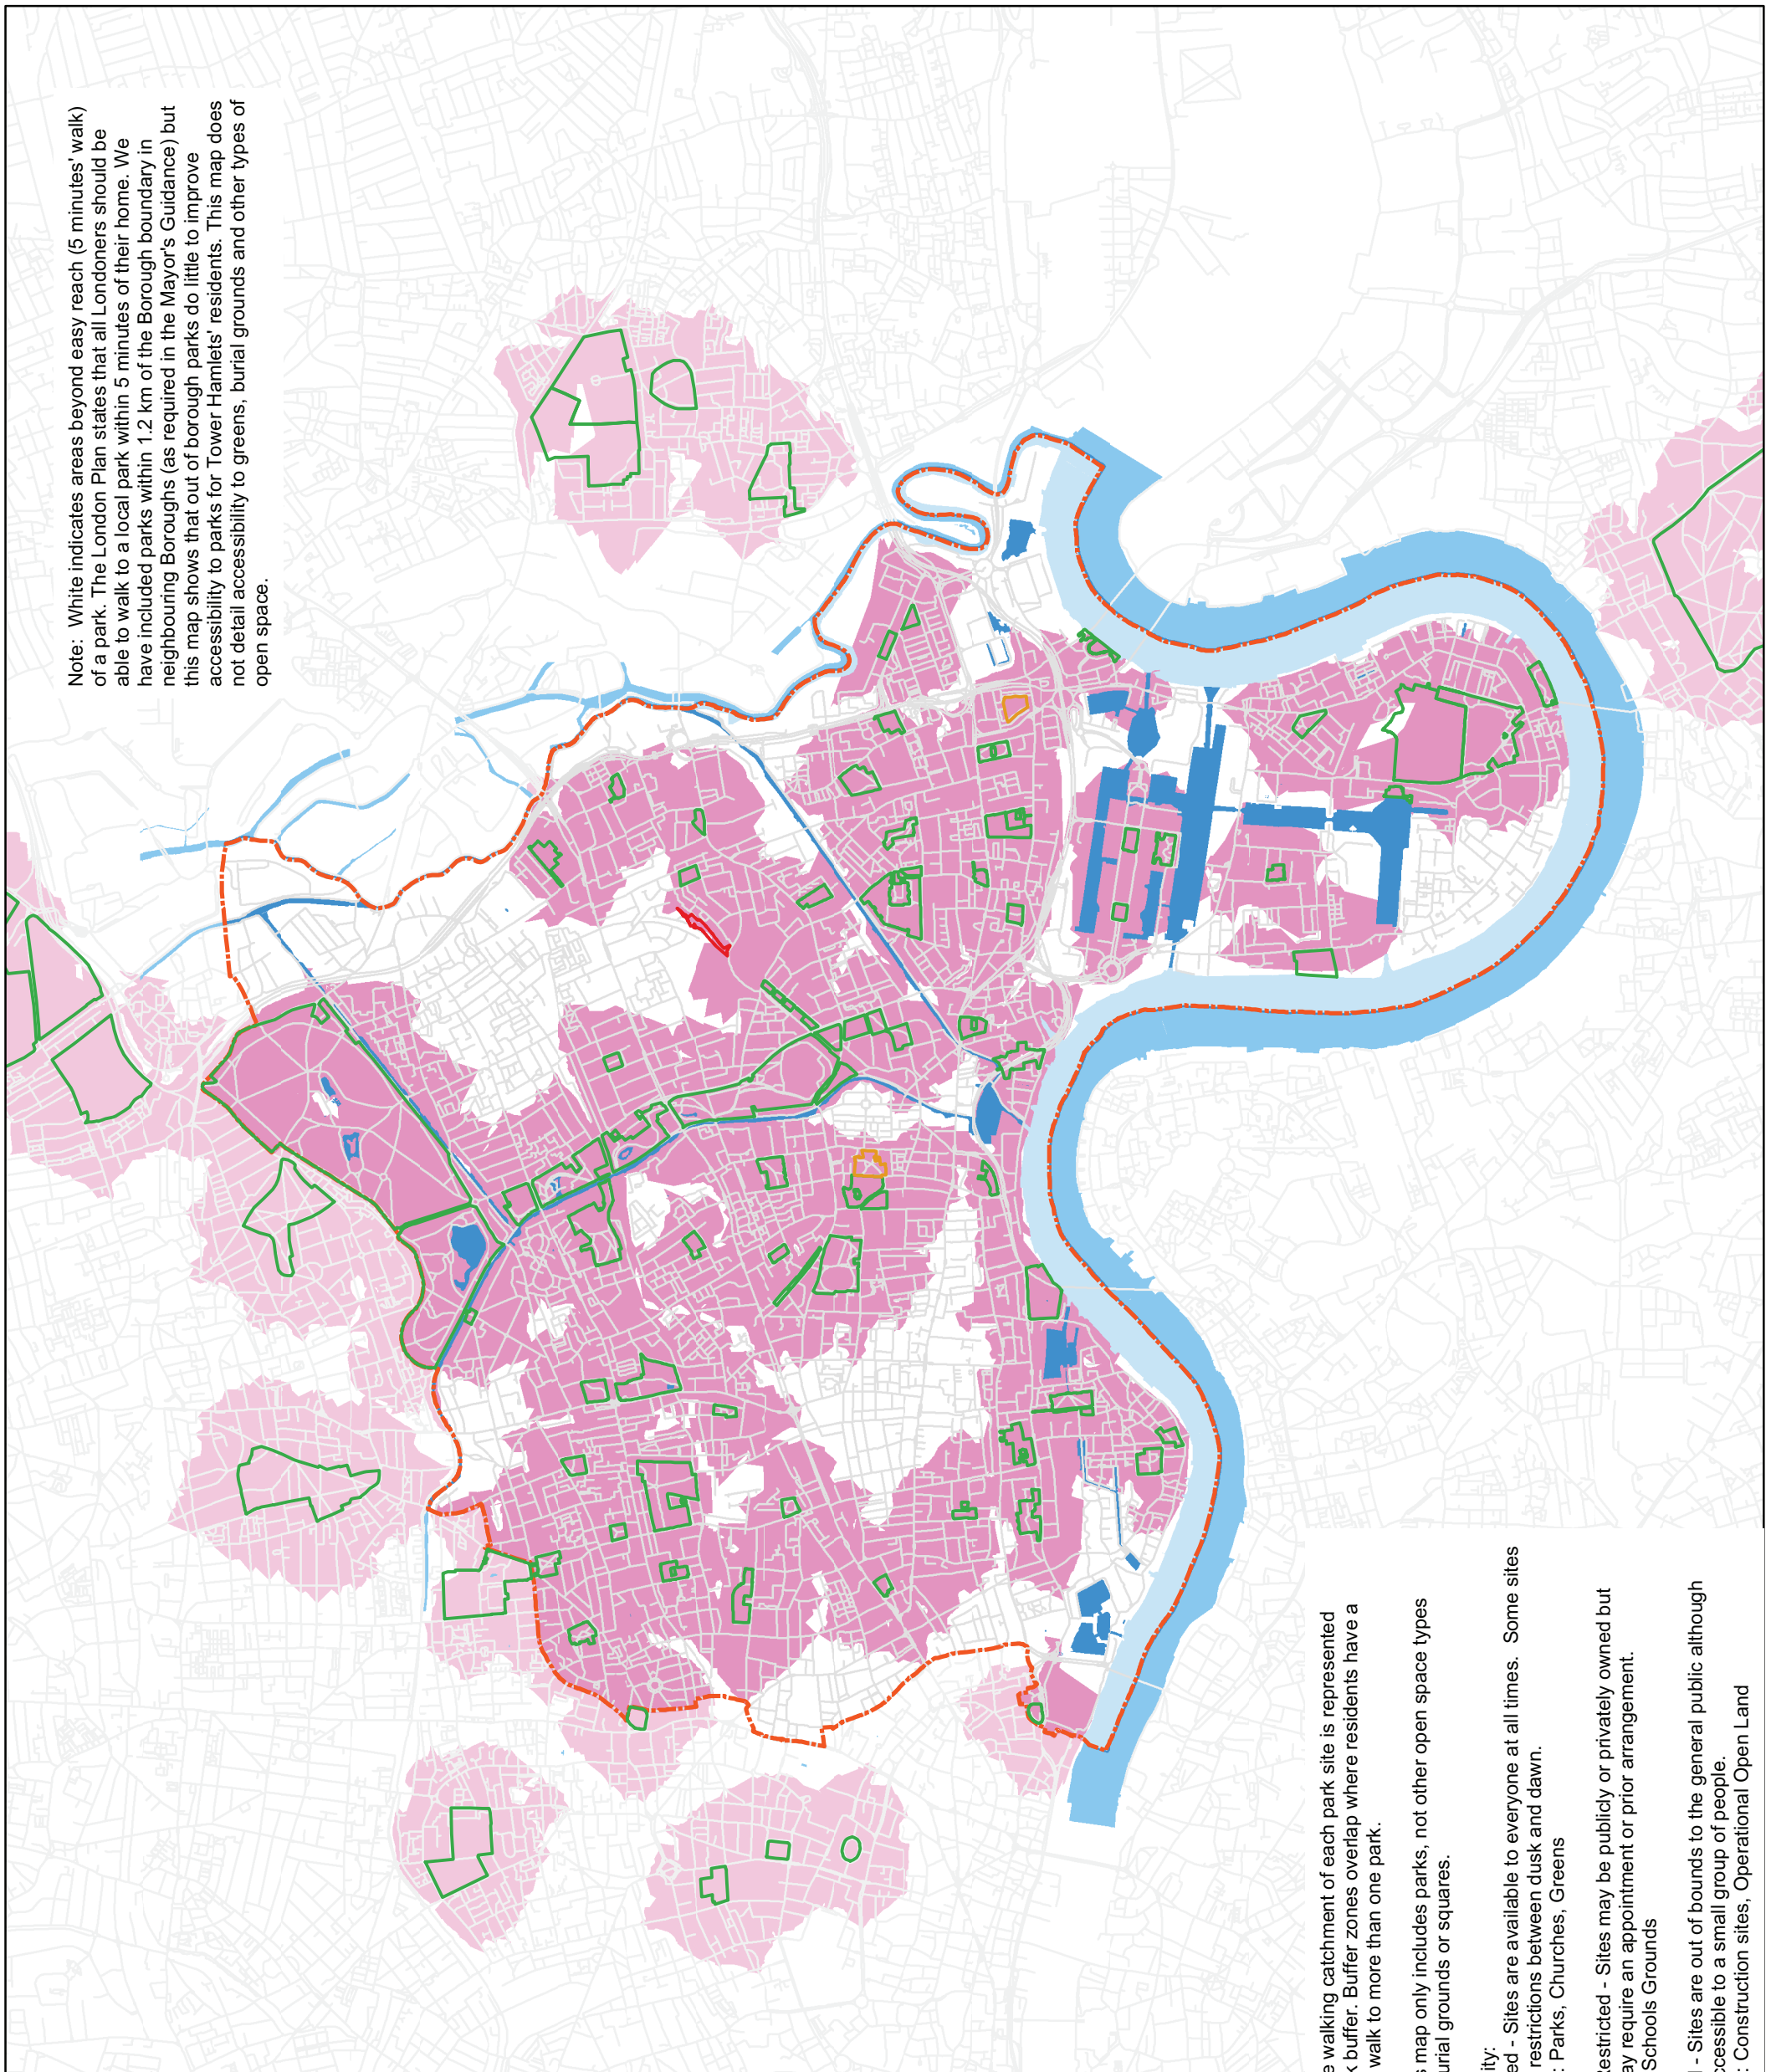 Note:  White indicates areas beyond easy reach (5 minutes' walk)
of a park. The London Plan states that all Londoners should be
able to walk to a local park within 5 minutes of their home. We
have included parks within 1.2 km of the Borough boundary in
neighbouring Boroughs (as required in the Mayor's Guidance) but
this map shows that out of borough parks do little to improve
accessibility to parks for Tower Hamlets' residents. This map does
not detail accessibility to greens, burial grounds and other types of
open space.
walking catchment of each park site is represented
buffer. Buffer zones overlap where residents have a
walk to more than one park.
map only includes parks, not other open space types
grounds or squares.
- Sites are available to everyone at all times.  Some sites
restrictions between dusk and dawn.
: Parks, Churches, Greens
- Sites may be publicly or privately owned but
require an appointment or prior arrangement.
Schools Grounds
- Sites are out of bounds to the general public although
to a small group of people.
: Construction sites, Operational Open Land